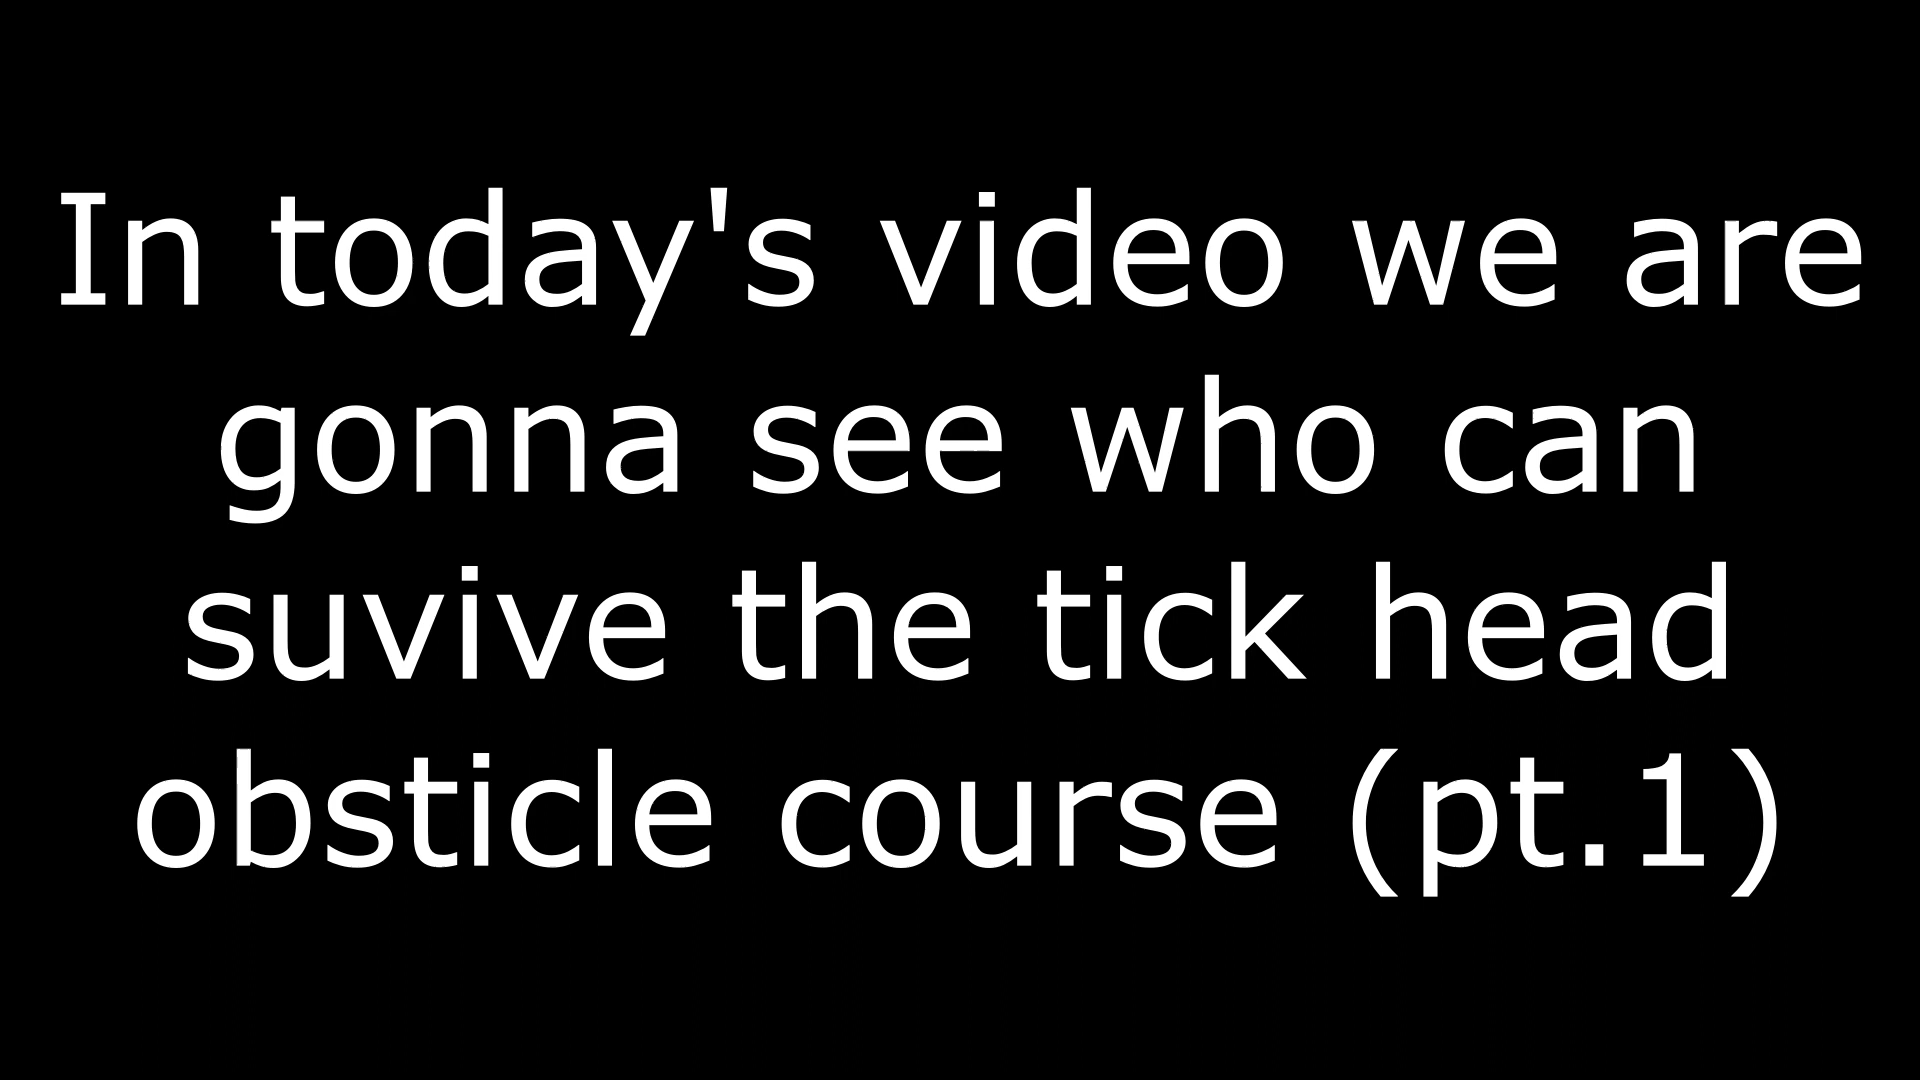 In today's video we are
gonna see who can
suvive the tick head
obsticle course (pt.1)